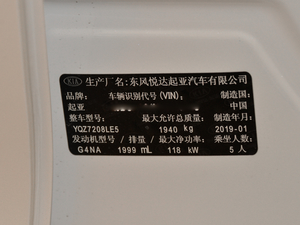 KIA 生产厂名:东风悦达起亚汽车有限公司
品牌: 车辆识别代号(VIN): 制造国:
起亚 中国
整车型号: 最大允许总质量: 制造年月:
YQZ7208LE5 1940 kg 2019-01
发动机型号 / 排量 / 最大净功率: 乘坐人数:
G4NA 1999 mL 118 kW 5 人